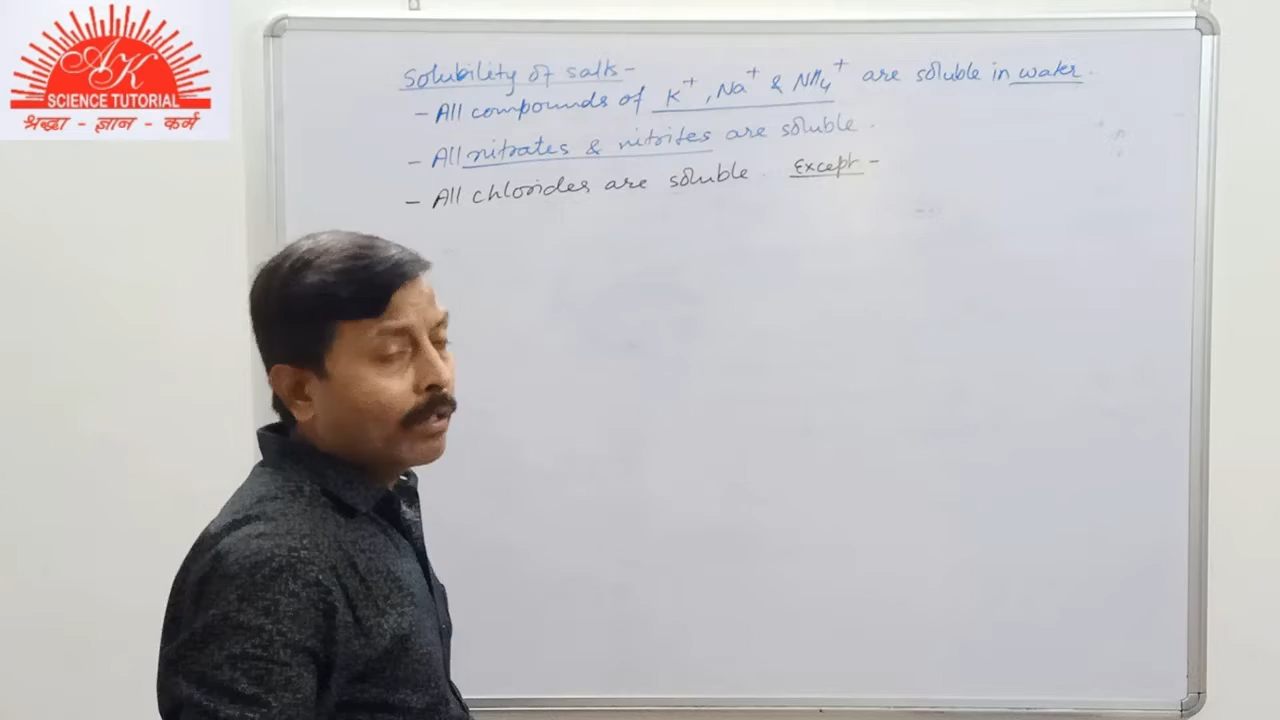 AK
SCIENCE TUTORIAL
श्रद्धा - ज्ञान - कर्म
Solubility of salts -
- All compounds of K⁺, Na⁺ & NH₄⁺ are soluble in water.
- All nitrates & nitrites are soluble.
- All chlorides are soluble. Except -